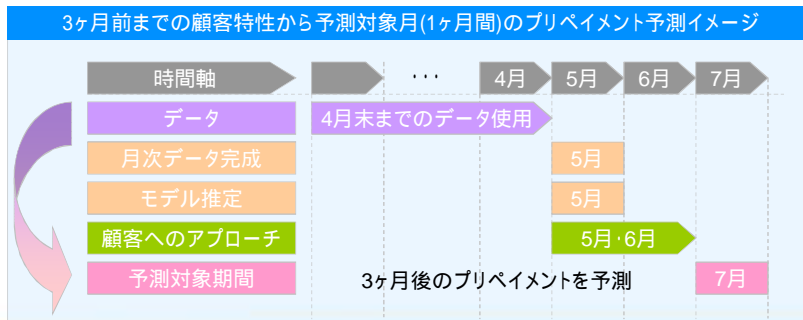 3ヶ月前までの顧客特性から予測対象月(1ヶ月間)のプリペイメント予測イメージ
時間軸 ・・・ 4月 5月 6月 7月
データ 4月末までのデータ使用
月次データ完成 5月
モデル推定 5月
顧客へのアプローチ 5月・6月
予測対象期間 3ヶ月後のプリペイメントを予測 7月